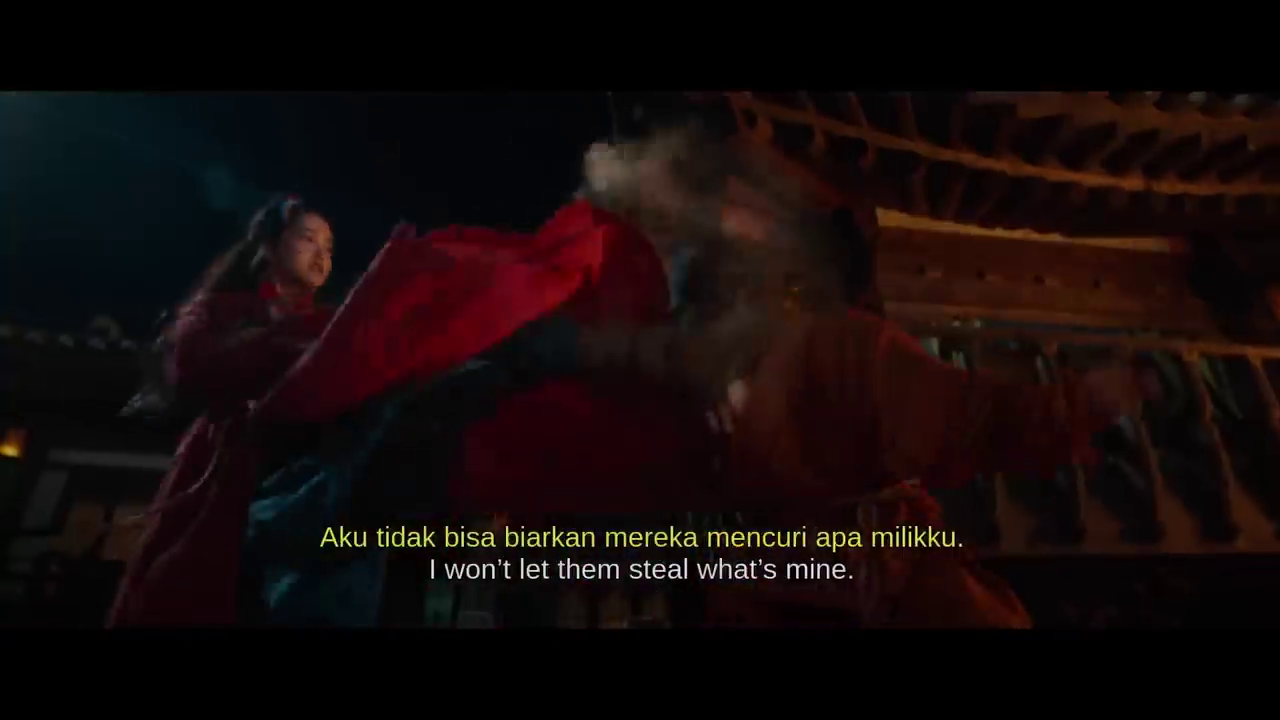 Aku tidak bisa biarkan mereka mencuri apa milikku.
I won’t let them steal what’s mine.